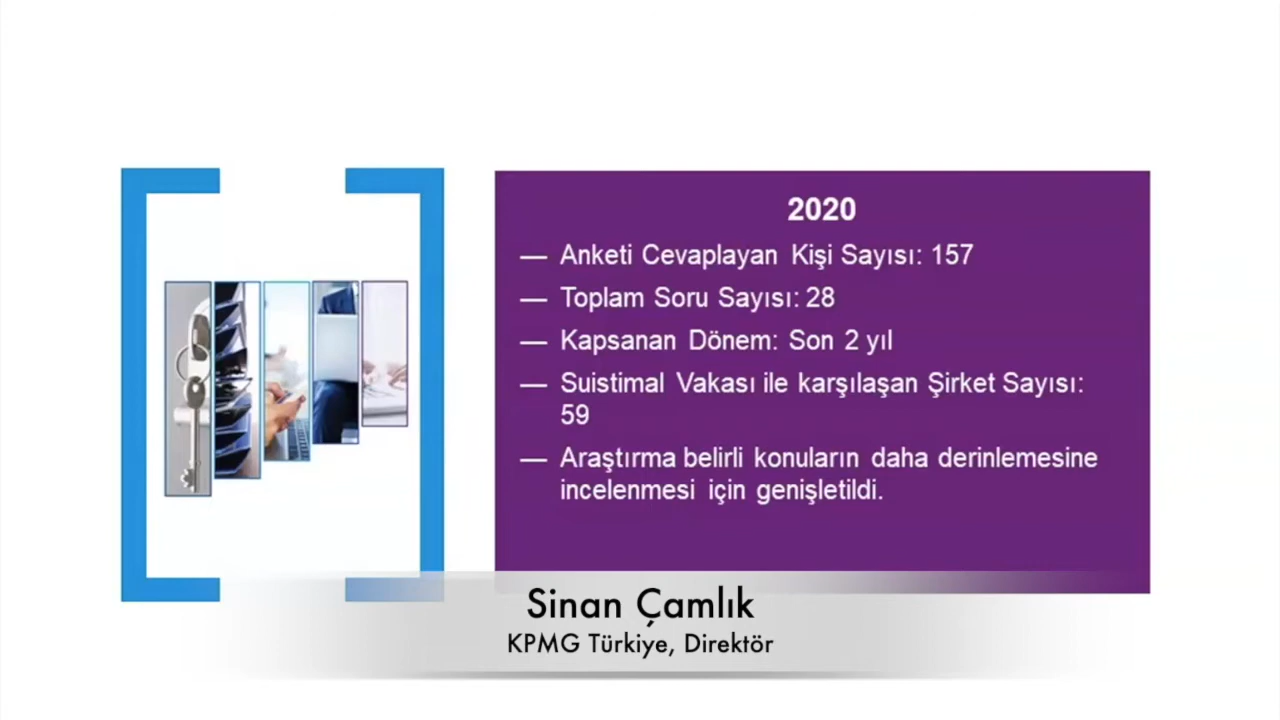 2020
— Anketi Cevaplayan Kişi Sayısı: 157
— Toplam Soru Sayısı: 28
— Kapsanan Dönem: Son 2 yıl
— Suistimal Vakası ile karşılaşan Şirket Sayısı:
59
— Araştırma belirli konuların daha derinlemesine
incelenmesi için genişletildi.
Sinan Çamlık
KPMG Türkiye, Direktör